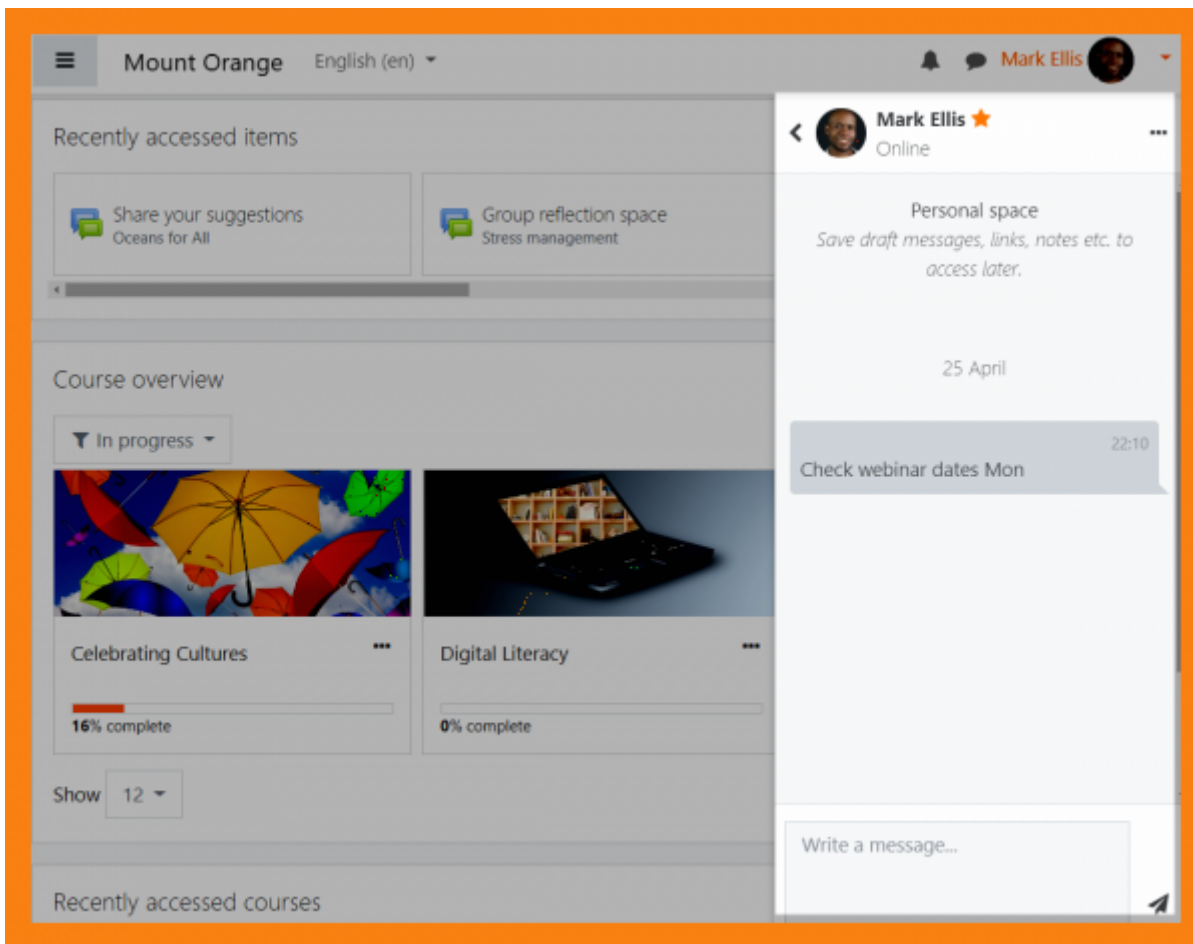 Mount Orange English (en) Mark Ellis
Recently accessed items
Share your suggestions
Oceans for All
Group reflection space
Stress management
Course overview
In progress
Celebrating Cultures
16% complete
Digital Literacy
0% complete
Show 12
Recently accessed courses
Mark Ellis
Online
Personal space
Save draft messages, links, notes etc. to
access later.
25 April
22:10
Check webinar dates Mon
Write a message...